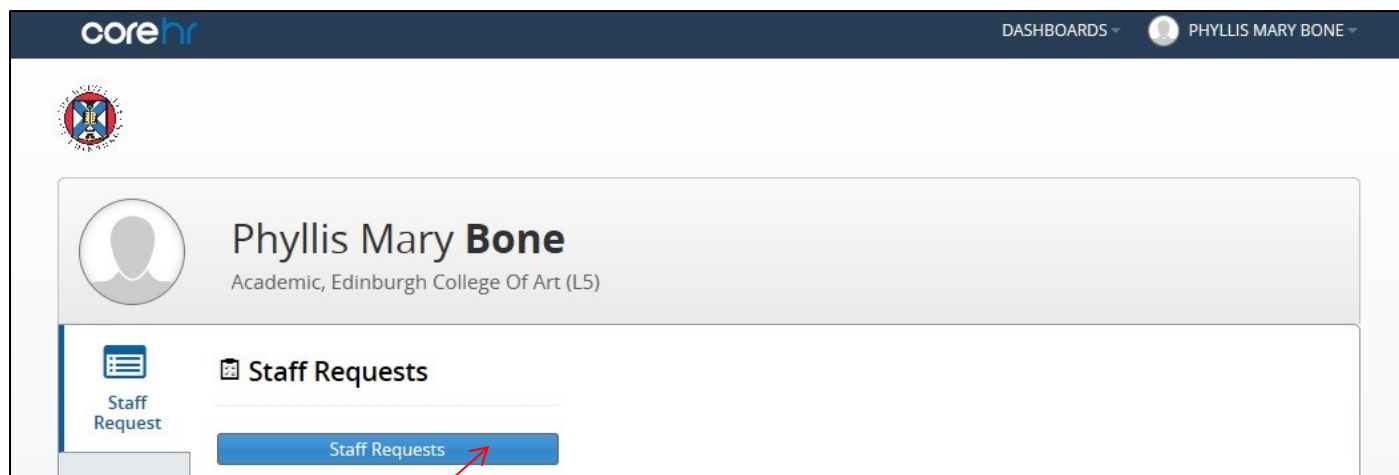 corehr
DASHBOARDS
PHYLLIS MARY BONE
Phyllis Mary Bone
Academic, Edinburgh College Of Art (L5)
Staff
Request
Staff Requests
Staff Requests